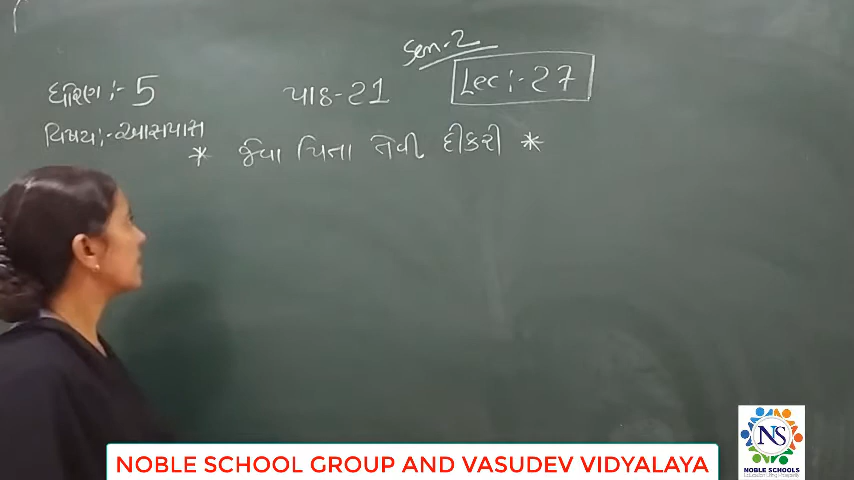 Sem-2
ધોરણ :- 5 પાઠ-21 Lec :- 27
વિષય :- આસપાસ
* જેવા પિતા તેવી દીકરી *
NS
NOBLE SCHOOLS
NOBLE SCHOOL GROUP AND VASUDEV VIDYALAYA